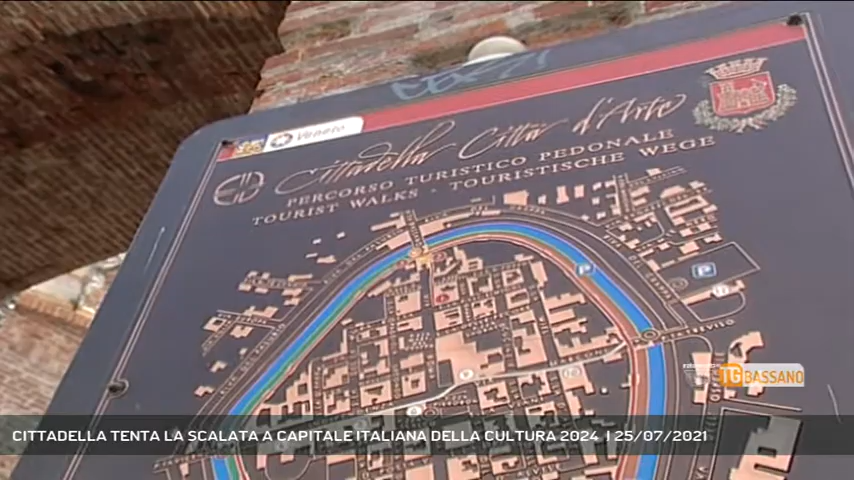 Veneto
Cittadella Città d'Arte
PERCORSO TURISTICO PEDONALE
TOURIST WALKS - TOURISTISCHE WEGE
P
P
TG BASSANO
CITTADELLA TENTA LA SCALATA A CAPITALE ITALIANA DELLA CULTURA 2024 | 25/07/2021